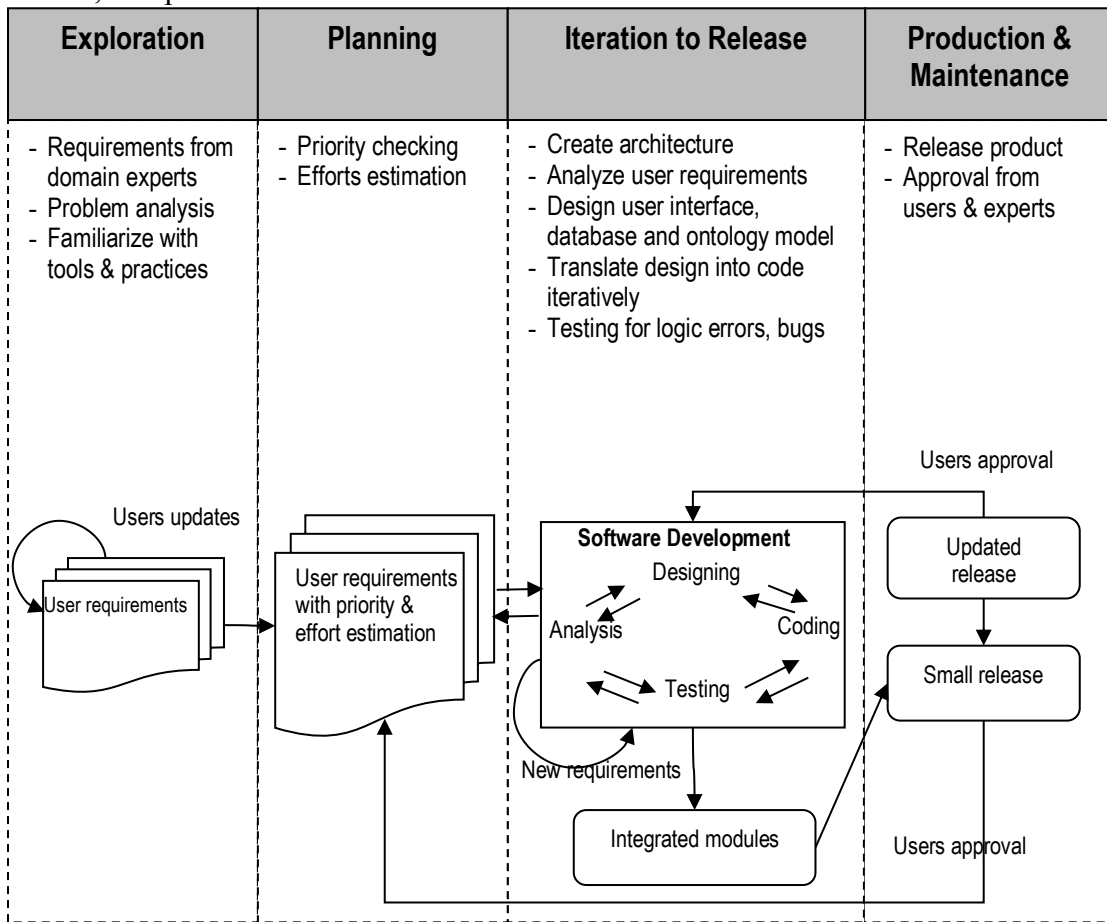 Exploration
Planning
Iteration to Release
Production &
Maintenance
- Requirements from
domain experts
- Problem analysis
- Familiarize with
tools & practices
- Priority checking
- Efforts estimation
- Create architecture
- Analyze user requirements
- Design user interface,
database and ontology model
- Translate design into code
iteratively
- Testing for logic errors, bugs
- Release product
- Approval from
users & experts
Users updates
User requirements
User requirements
with priority &
effort estimation
Software Development
Designing
Analysis
Coding
Testing
New requirements
Integrated modules
Users approval
Updated
release
Small release
Users approval